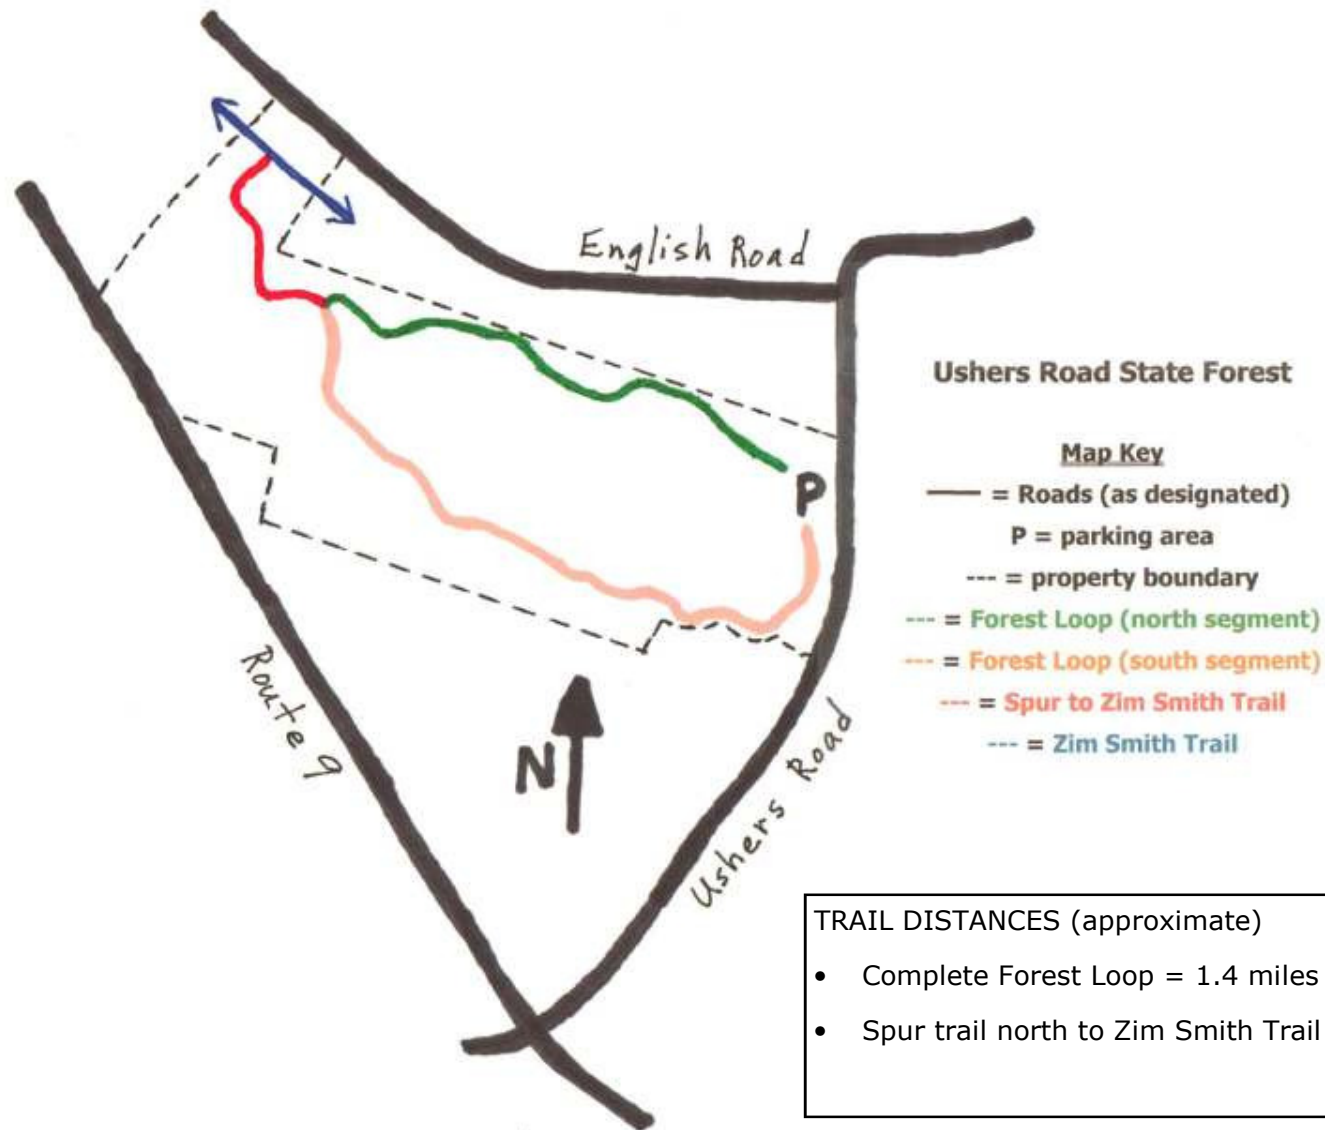 English Road
Ushers Road State Forest
Map Key
= Roads (as designated)
P = parking area
--- = property boundary
--- = Forest Loop (north segment)
--- = Forest Loop (south segment)
--- = Spur to Zim Smith Trail
--- = Zim Smith Trail
P
Route 9
N
Ushers Road
TRAIL DISTANCES (approximate)
• Complete Forest Loop = 1.4 miles
• Spur trail north to Zim Smith Trail